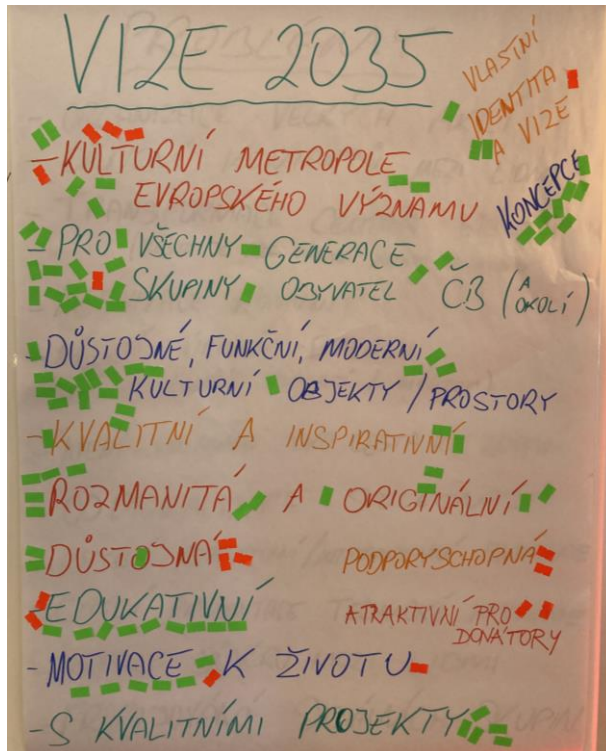 VIZE 2035
VLASTNÍ
IDENTITA
A VIZE
KONCEPCE
- KULTURNÍ METROPOLE
EVROPSKÉHO VÝZNAMU
- PRO VŠECHNY GENERACE
SKUPINY OBYVATEL ČB (A OKOLÍ)
- DŮSTOJNÉ, FUNKČNÍ, MODERNÍ
KULTURNÍ OBJEKTY / PROSTORY
- KVALITNÍ A INSPIRATIVNÍ
- ROZMANITÁ A ORIGINÁLNÍ
- DŮSTOJNÁ PODPORYSCHOPNÁ
- EDUKATIVNÍ ATRAKTIVNÍ PRO
DONÁTORY
- MOTIVACE K ŽIVOTU
- S KVALITNÍMI PROJEKTY